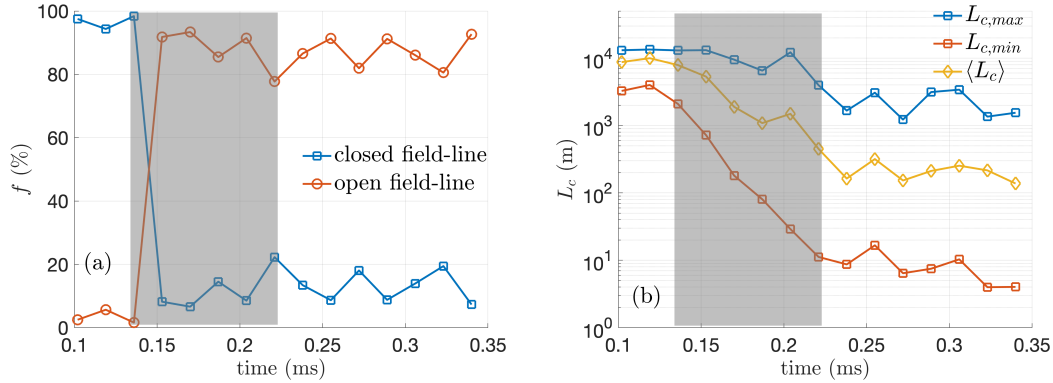 100
80
60
40
20
0
f (%)
closed field-line
open field-line
(a)
0.1 0.15 0.2 0.25 0.3 0.35
time (ms)
L_{c,max}
L_{c,min}
⟨L_c⟩
10^4
10^3
10^2
10^1
10^0
L_c (m)
(b)
0.1 0.15 0.2 0.25 0.3 0.35
time (ms)